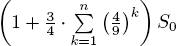 \left(1 + \frac{3}{4} \cdot \sum_{k=1}^{n} \left(\frac{4}{9}\right)^k\right) S_0